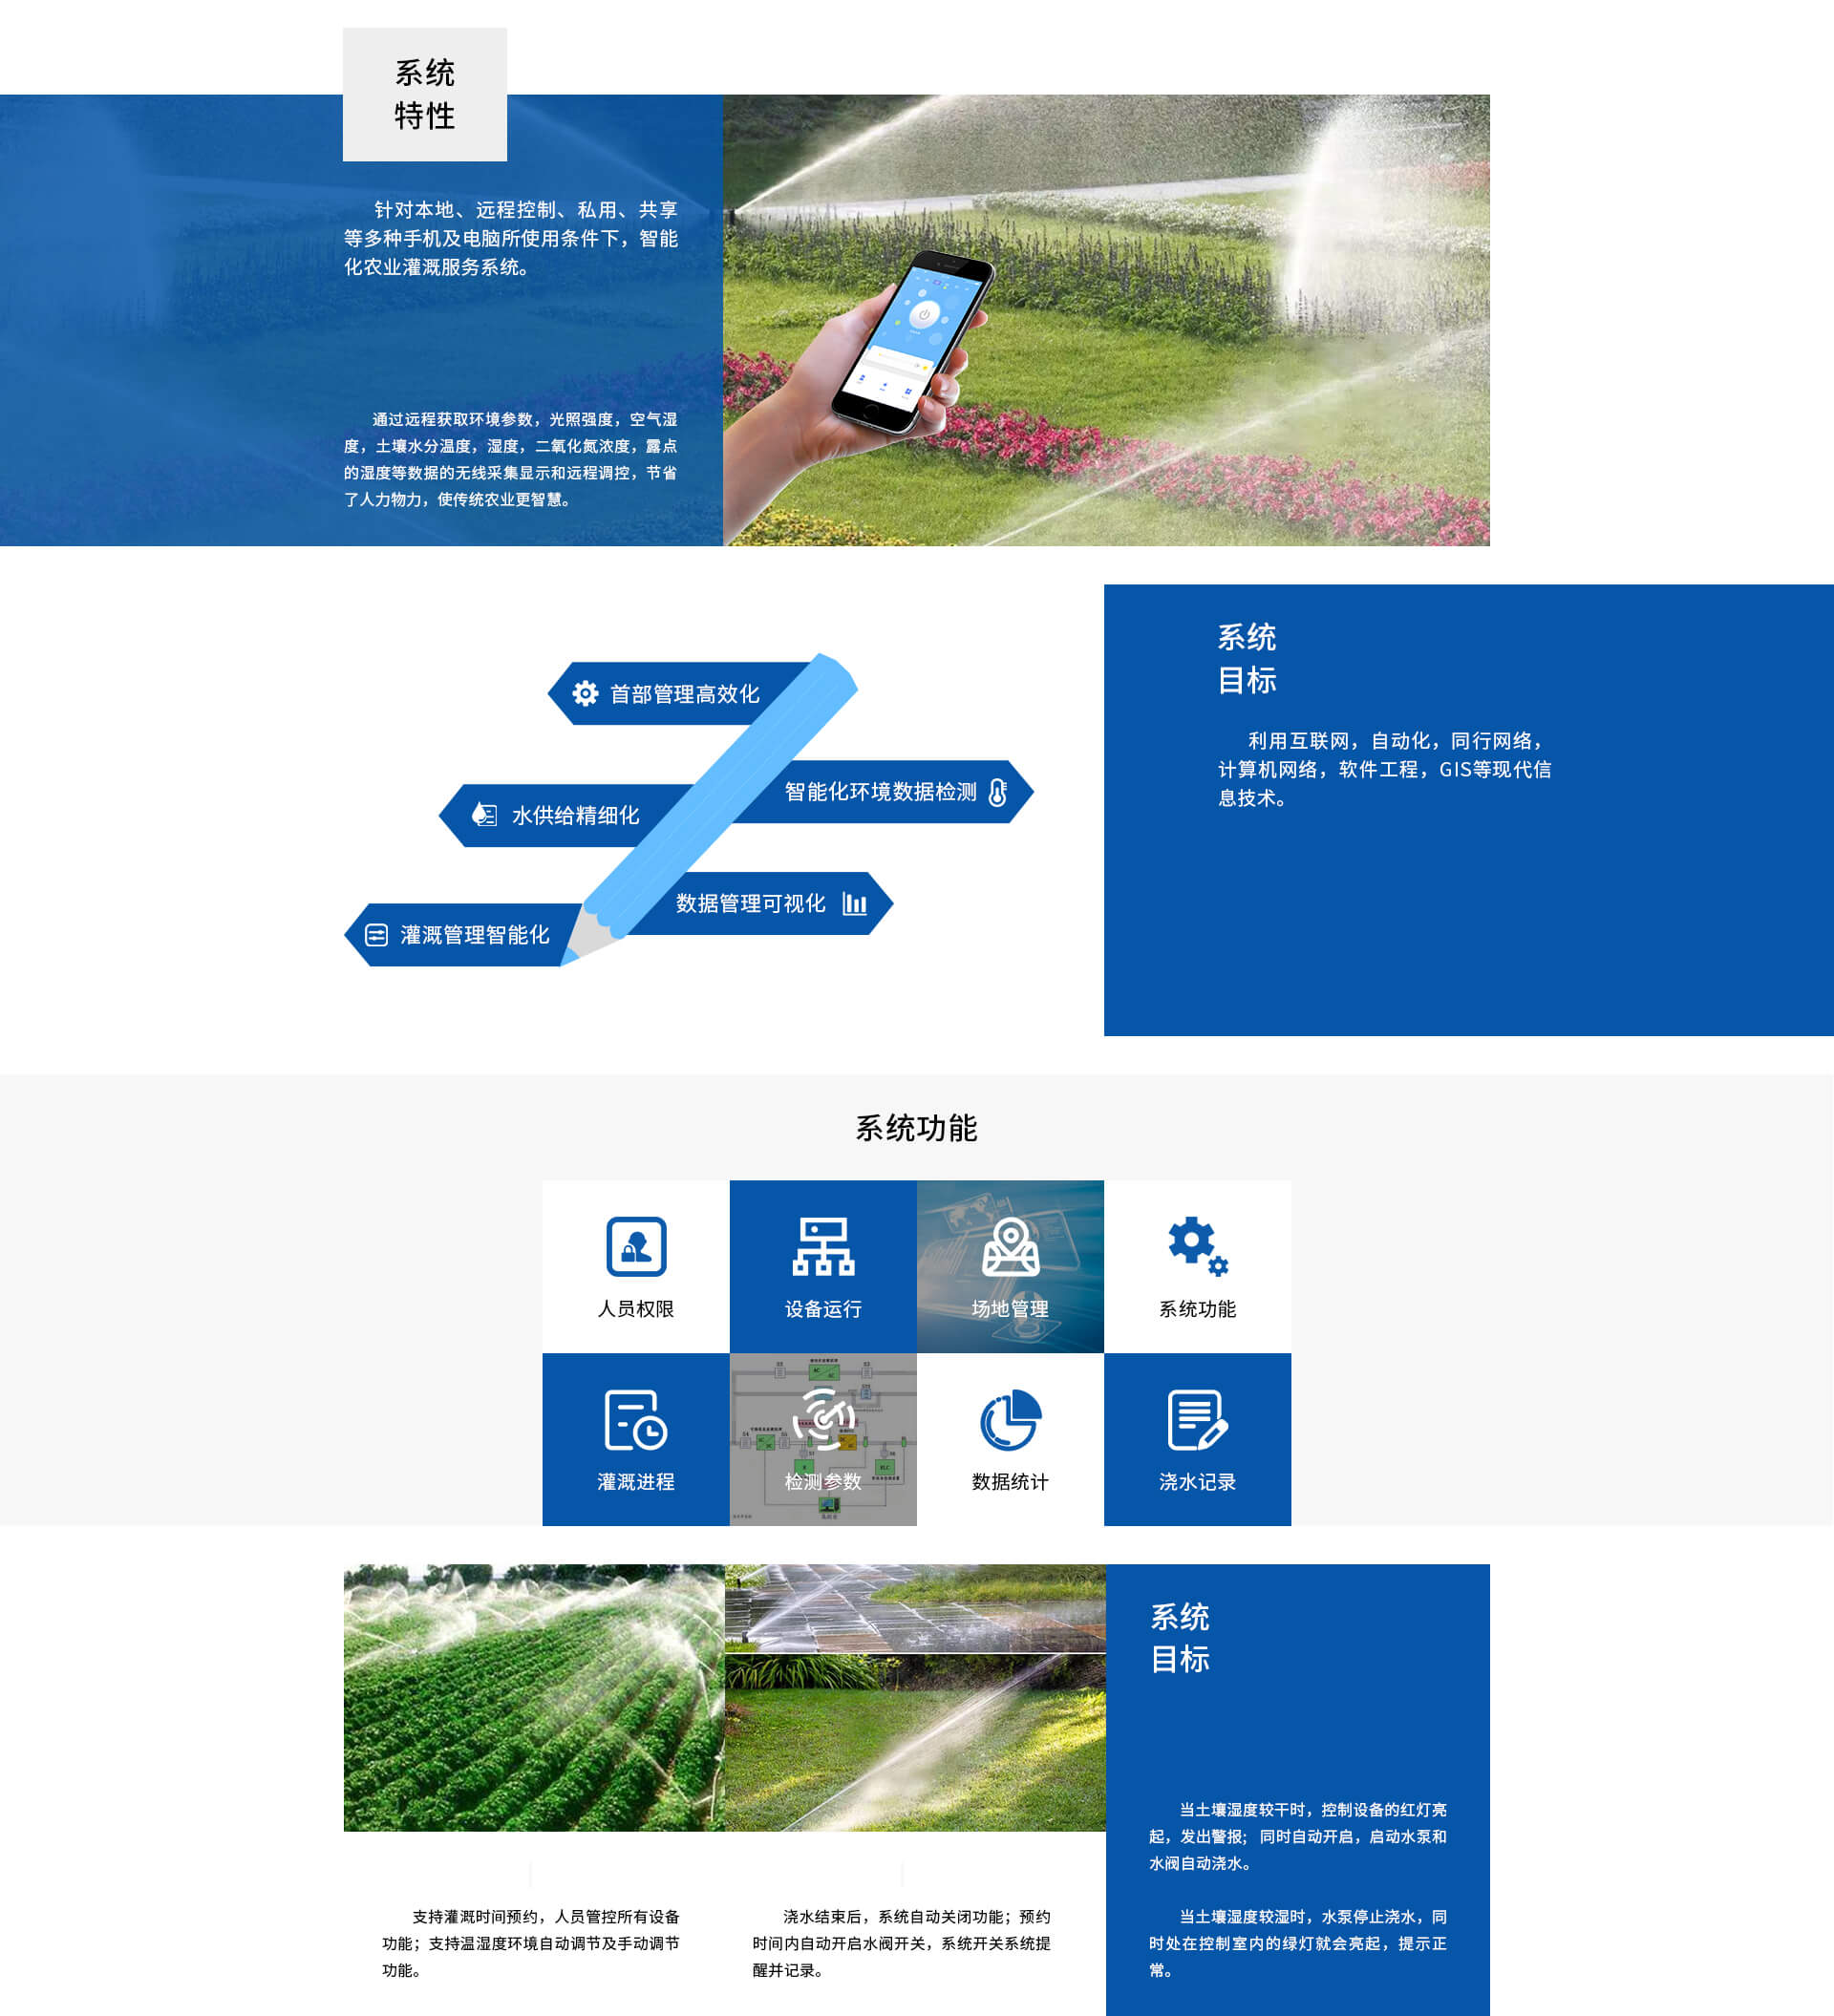 系统
特性
针对本地、远程控制、私用、共享
等多种手机及电脑所使用条件下，智能
化农业灌溉服务系统。
通过远程获取环境参数，光照强度，空气湿
度，土壤水分温度，湿度，二氧化氮浓度，露点
的湿度等数据的无线采集显示和远程调控，节省
了人力物力，使传统农业更智慧。
首部管理高效化
智能化环境数据检测
水供给精细化
数据管理可视化
灌溉管理智能化
系统
目标
利用互联网，自动化，同行网络，
计算机网络，软件工程，GIS等现代信
息技术。
系统功能
人员权限
设备运行
场地管理
系统功能
灌溉进程
检测参数
数据统计
浇水记录
系统
目标
当土壤湿度较干时，控制设备的红灯亮
起，发出警报；同时自动开启，启动水泵和
水阀自动浇水。
当土壤湿度较湿时，水泵停止浇水，同
时处在控制室内的绿灯就会亮起，提示正
常。
支持灌溉时间预约，人员管控所有设备
功能；支持温湿度环境自动调节及手动调节
功能。
浇水结束后，系统自动关闭功能；预约
时间内自动开启水阀开关，系统开关系统提
醒并记录。